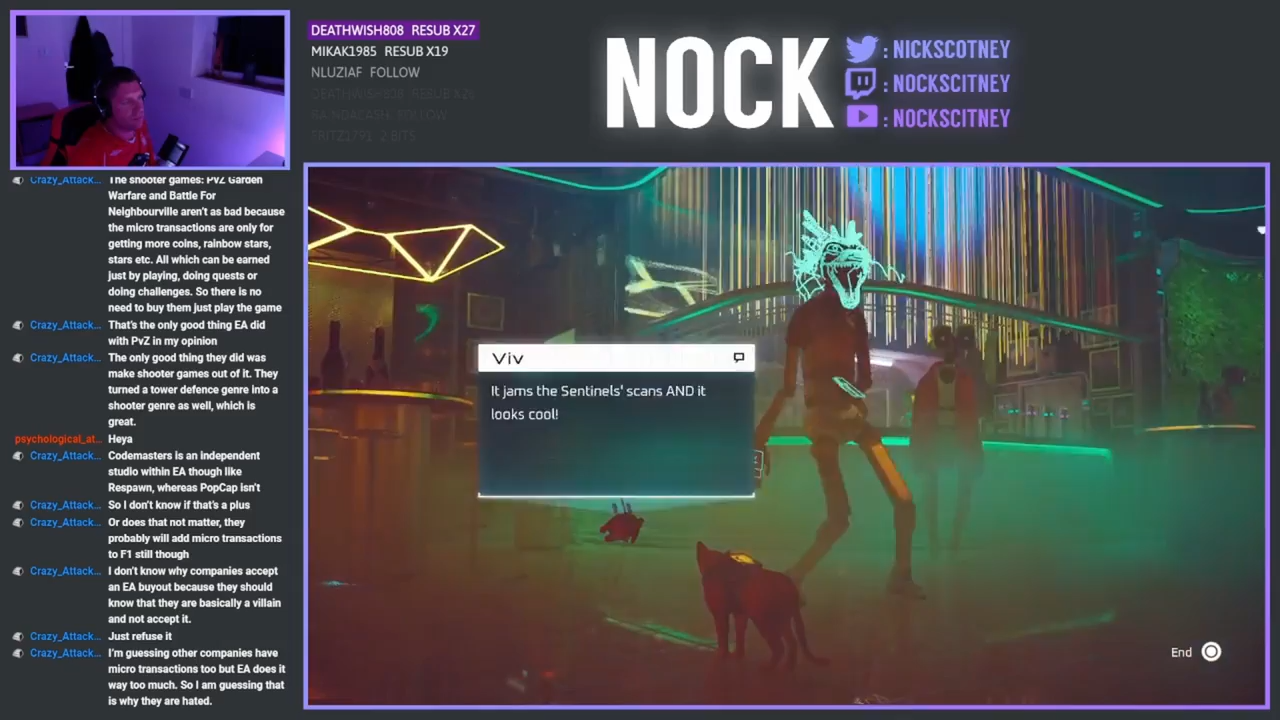 DEATHWISH808 RESUB X27
MIKAK1985 RESUB X19
NLUZIAF FOLLOW
DEATHWISH808 RESUB X26
FOLLOW
TRITZ1791 2 BITS
NOCK
: NICKSCOTNEY
: NOCKSCITNEY
: NOCKSCITNEY
Crazy_Attack... The shooter games: PvZ Garden
Warfare and Battle For
Neighbourville aren't as bad because
the micro transactions are only for
getting more coins, rainbow stars,
stars etc. All which can be earned
just by playing, doing quests or
doing challenges. So there is no
need to buy them just play the game
Crazy_Attack... That's the only good thing EA did
with PvZ in my opinion
Crazy_Attack... The only good thing they did was
make shooter games out of it. They
turned a tower defence genre into a
shooter genre as well, which is
great.
psychological_at... Heya
Crazy_Attack... Codemasters is an independent
studio within EA though like
Respawn, whereas PopCap isn't
Crazy_Attack... So I don't know if that's a plus
Crazy_Attack... Or does that not matter, they
probably will add micro transactions
to F1 still though
Crazy_Attack... I don't know why companies accept
an EA buyout because they should
know that they are basically a villain
and not accept it.
Crazy_Attack... Just refuse it
Crazy_Attack... I'm guessing other companies have
micro transactions too but EA does it
way too much. So I am guessing that
is why they are hated.
Viv
It jams the Sentinels' scans AND it
looks cool!
End